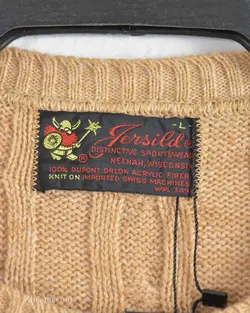 - L -
Jersild®
DISTINCTIVE SPORTSWEAR
NEENAH, WISCONSIN
100% DUPONT ORLON ACRYLIC FIBER
KNIT ON IMPORTED SWISS MACHINES